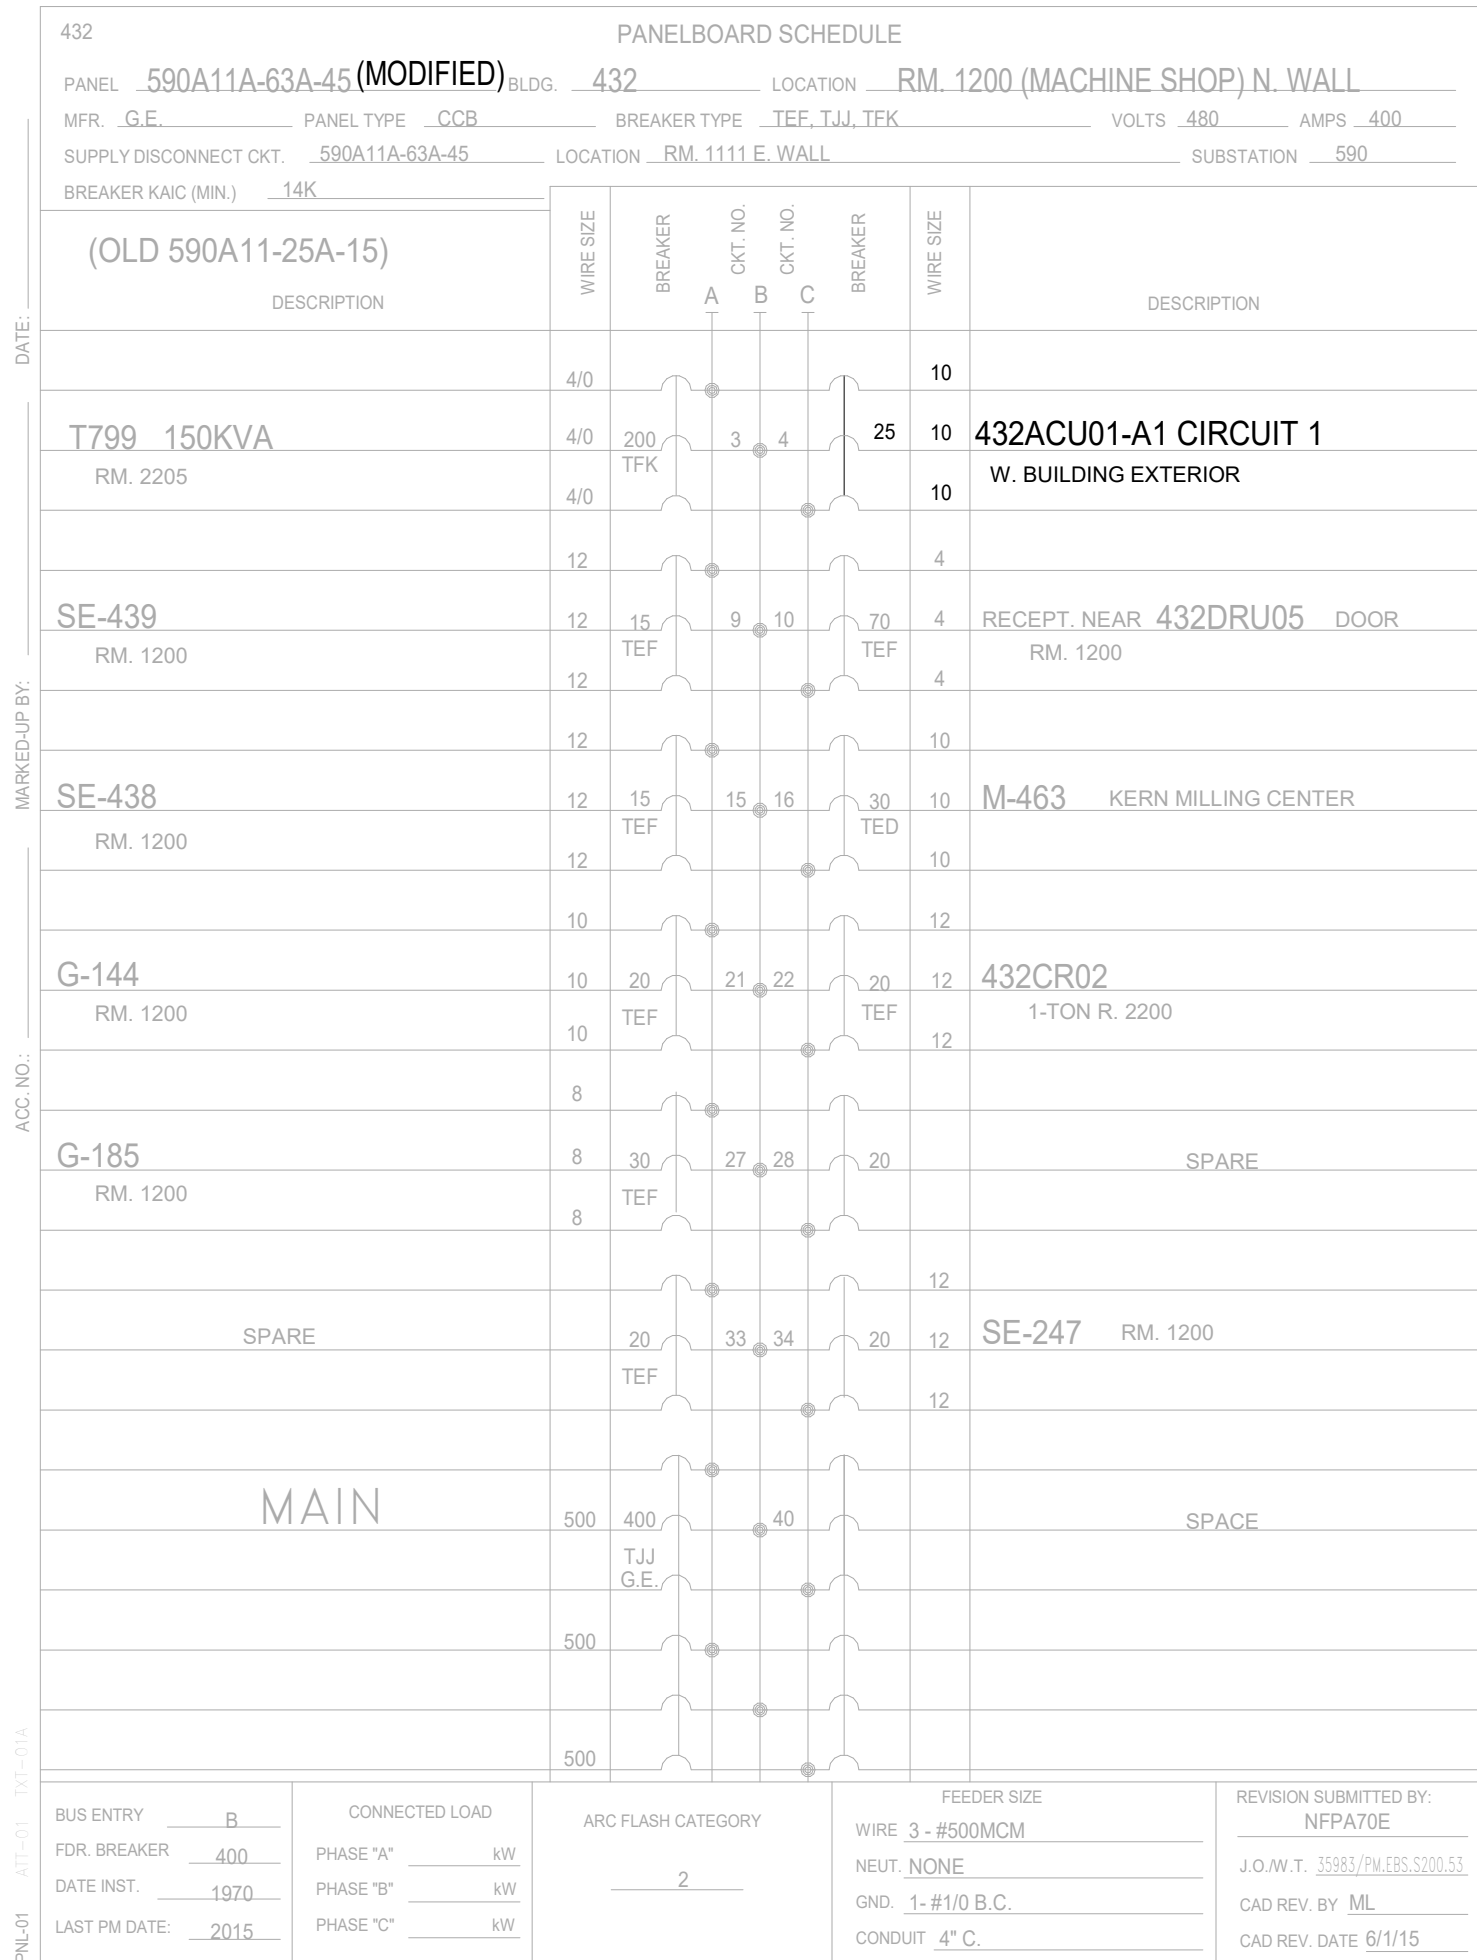 432
PANELBOARD SCHEDULE
PANEL 590A11A-63A-45 (MODIFIED) BLDG. 432 LOCATION RM. 1200 (MACHINE SHOP) N. WALL
MFR. G.E. PANEL TYPE CCB BREAKER TYPE TEF, TJJ, TFK VOLTS 480 AMPS 400
SUPPLY DISCONNECT CKT. 590A11A-63A-45 LOCATION RM. 1111 E. WALL SUBSTATION 590
BREAKER KAIC (MIN.) 14K
(OLD 590A11-25A-15)
DESCRIPTION
WIRE SIZE
BREAKER
CKT. NO.
CKT. NO.
BREAKER
WIRE SIZE
A B C
DESCRIPTION
4/0 10
T799 150KVA 4/0 200 3 4 25 10 432ACU01-A1 CIRCUIT 1
RM. 2205 TFK W. BUILDING EXTERIOR
4/0 10
12 4
SE-439 12 15 9 10 70 4 RECEPT. NEAR 432DRU05 DOOR
RM. 1200 TEF TEF RM. 1200
12 4
12 10
SE-438 12 15 15 16 30 10 M-463 KERN MILLING CENTER
RM. 1200 TEF TED
12 10
10 12
G-144 10 20 21 22 20 12 432CR02
RM. 1200 TEF TEF 1-TON R. 2200
10 12
8
G-185 8 30 27 28 20 SPARE
RM. 1200 TEF
8
12
SPARE 20 33 34 20 12 SE-247 RM. 1200
TEF
12
MAIN 500 400 40 SPACE
TJJ
G.E.
500
500
BUS ENTRY B
FDR. BREAKER 400
DATE INST. 1970
LAST PM DATE: 2015
CONNECTED LOAD
PHASE "A" kW
PHASE "B" kW
PHASE "C" kW
ARC FLASH CATEGORY
2
FEEDER SIZE
WIRE 3 - #500MCM
NEUT. NONE
GND. 1- #1/0 B.C.
CONDUIT 4" C.
REVISION SUBMITTED BY:
NFPA70E
J.O./W.T. 35983/PM.EBS.S200.53
CAD REV. BY ML
CAD REV. DATE 6/1/15
DATE:
MARKED-UP BY:
ACC. NO.:
PNL-01 ATT-01 TXT-01A